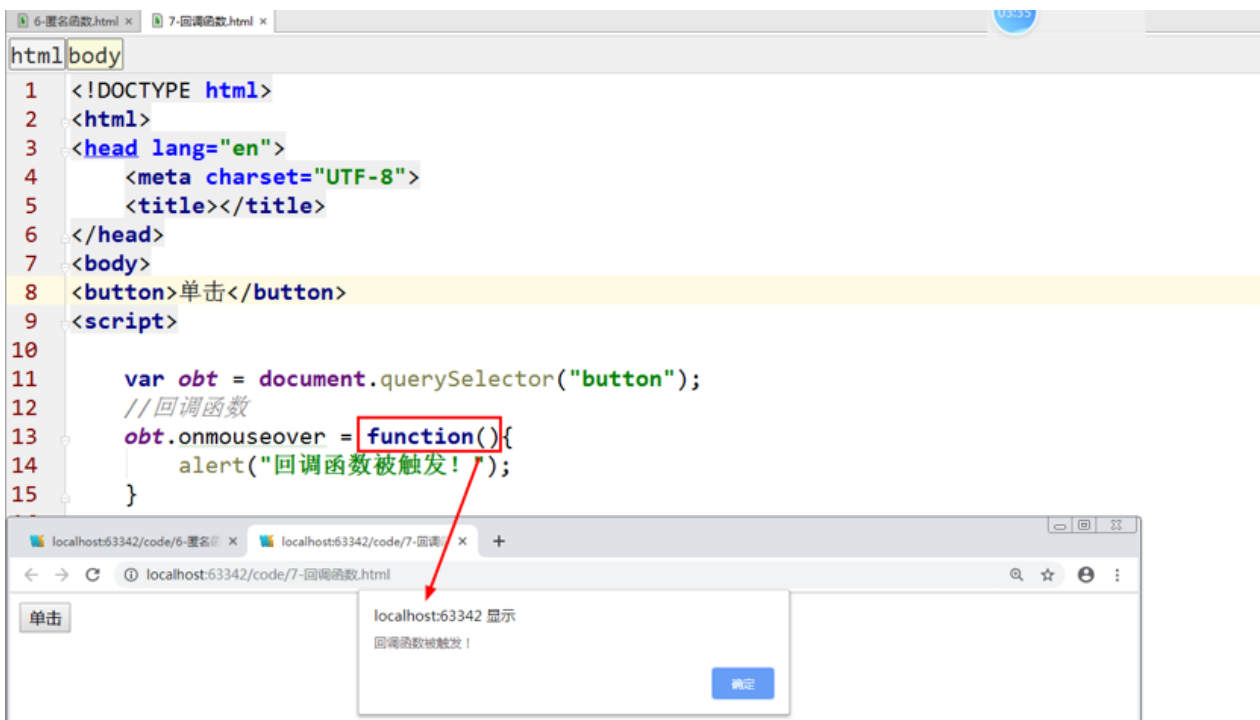 6-匿名函数.html × 7-回调函数.html ×
03:35
html body
1 <!DOCTYPE html>
2 <html>
3 <head lang="en">
4 <meta charset="UTF-8">
5 <title></title>
6 </head>
7 <body>
8 <button>单击</button>
9 <script>
10
11 var obt = document.querySelector("button");
12 //回调函数
13 obt.onmouseover = function(){
14 alert("回调函数被触发！");
15 }
localhost:63342/code/6-匿名 × localhost:63342/code/7-回调 × +
localhost:63342/code/7-回调函数.html
单击
localhost:63342 显示
回调函数被触发！
确定